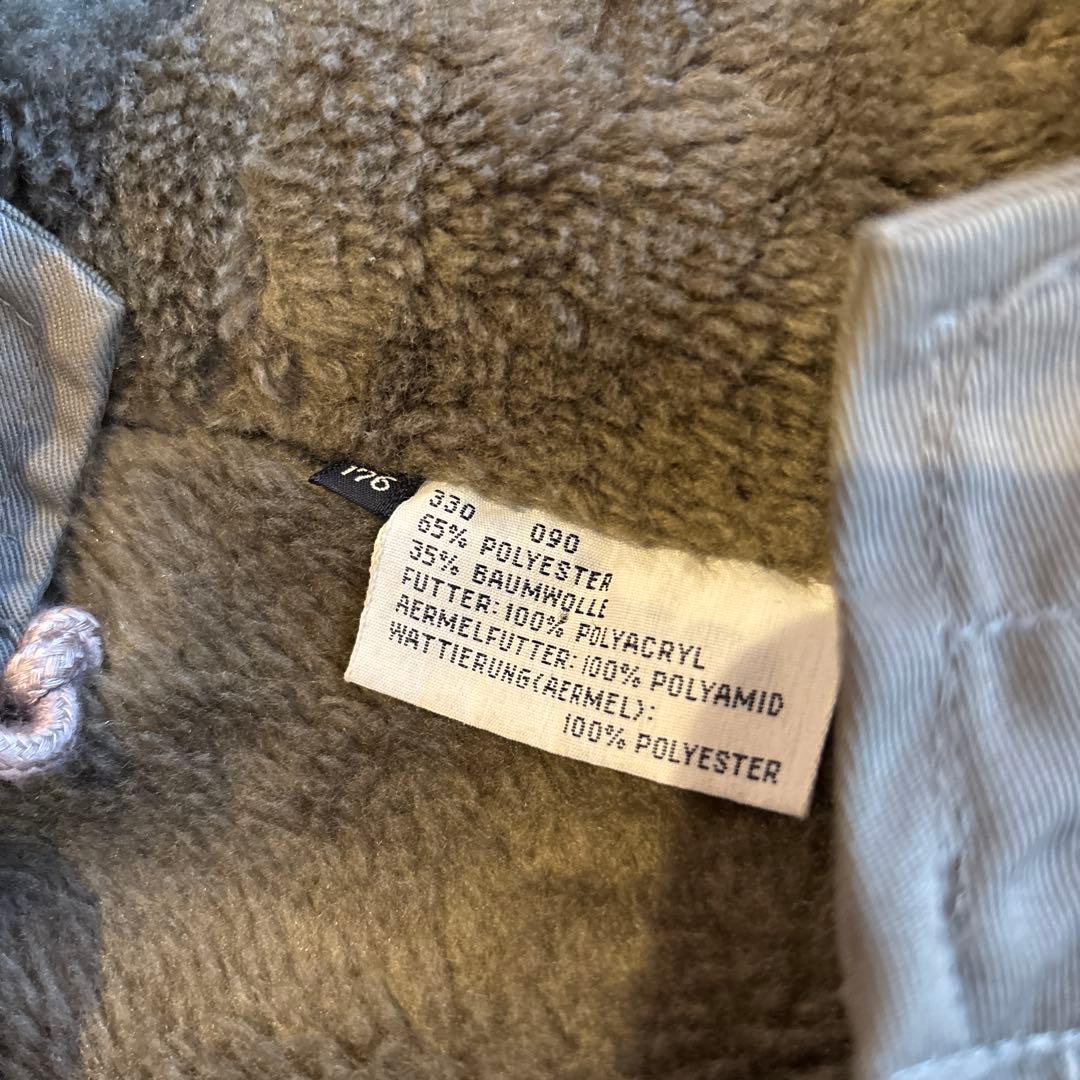 176
330 090
65% POLYESTER
35% BAUMWOLLE
FUTTER: 100% POLYACRYL
AERMELFUTTER: 100% POLYAMID
WATTIERUNG(AERMEL):
100% POLYESTER